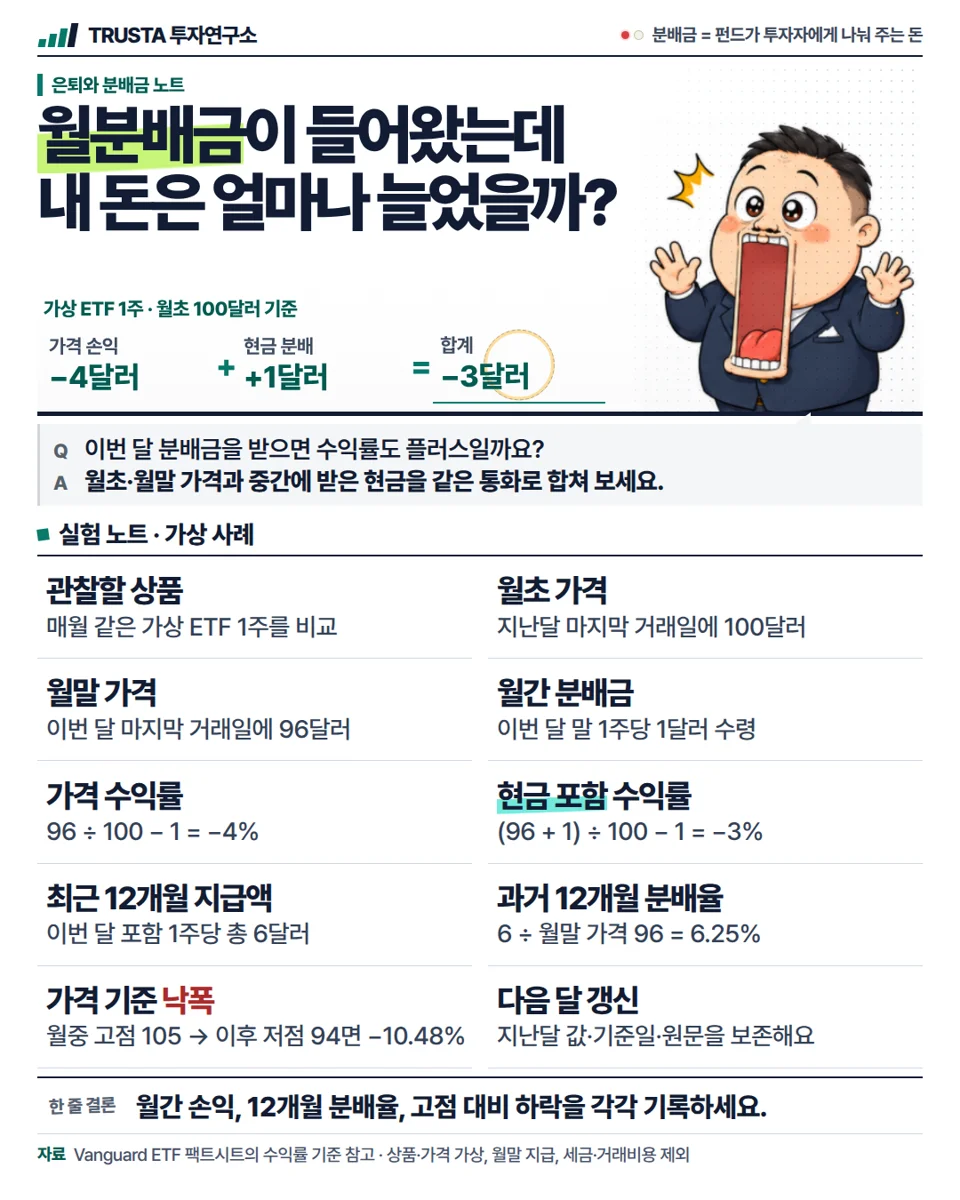 TRUSTA 투자연구소
분배금 = 펀드가 투자자에게 나눠 주는 돈
은퇴와 분배금 노트
월분배금이 들어왔는데
내 돈은 얼마나 늘었을까?
가상 ETF 1주 · 월초 100달러 기준
가격 손익
−4달러
+
현금 분배
+1달러
=
합계
−3달러
Q 이번 달 분배금을 받으면 수익률도 플러스일까요?
A 월초·월말 가격과 중간에 받은 현금을 같은 통화로 합쳐 보세요.
실험 노트 · 가상 사례
관찰할 상품
매월 같은 가상 ETF 1주를 비교
월초 가격
지난달 마지막 거래일에 100달러
월말 가격
이번 달 마지막 거래일에 96달러
월간 분배금
이번 달 말 1주당 1달러 수령
가격 수익률
96 ÷ 100 − 1 = −4%
현금 포함 수익률
(96 + 1) ÷ 100 − 1 = −3%
최근 12개월 지급액
이번 달 포함 1주당 총 6달러
과거 12개월 분배율
6 ÷ 월말 가격 96 = 6.25%
가격 기준 낙폭
월중 고점 105 → 이후 저점 94면 −10.48%
다음 달 갱신
지난달 값·기준일·원문을 보존해요
한 줄 결론 월간 손익, 12개월 분배율, 고점 대비 하락을 각각 기록하세요.
자료 Vanguard ETF 팩트시트의 수익률 기준 참고 · 상품·가격 가상, 월말 지급, 세금·거래비용 제외